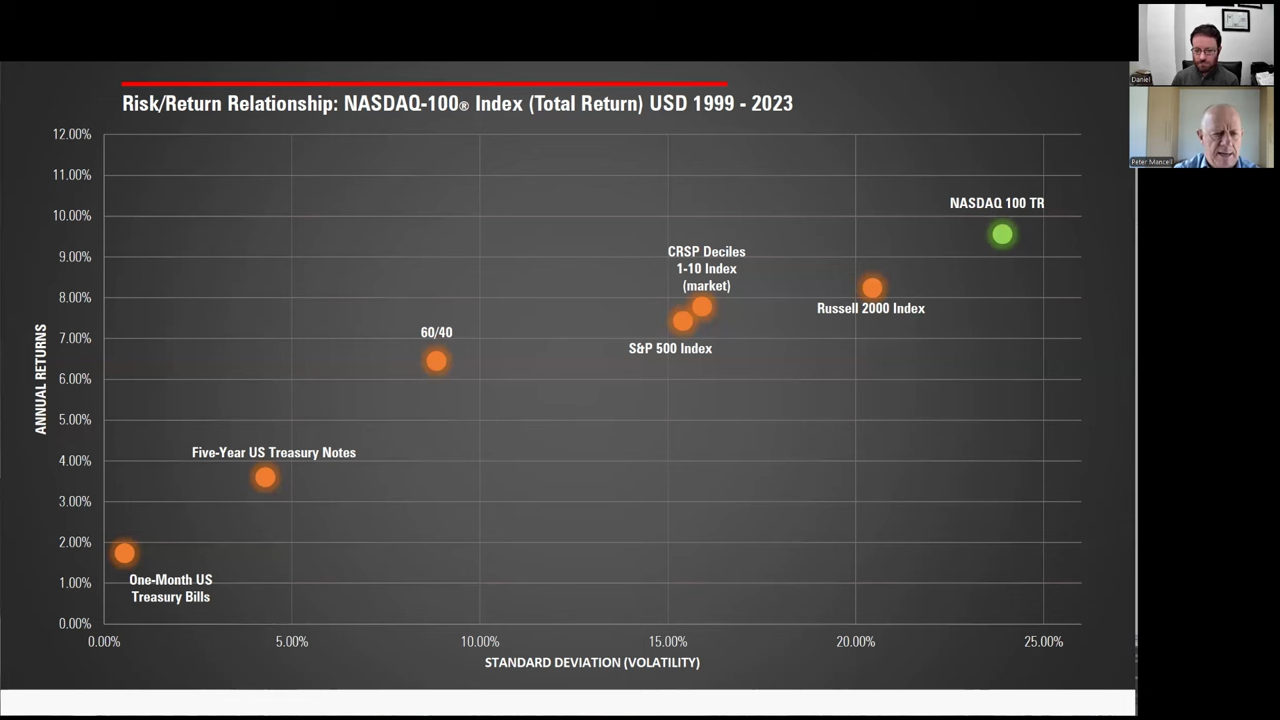 Daniel
Peter Mancell
Risk/Return Relationship: NASDAQ-100® Index (Total Return) USD 1999 - 2023
12.00%
11.00%
10.00%
9.00%
8.00%
7.00%
6.00%
5.00%
4.00%
3.00%
2.00%
1.00%
0.00%
ANNUAL RETURNS
NASDAQ 100 TR
CRSP Deciles
1-10 Index
(market)
Russell 2000 Index
60/40
S&P 500 Index
Five-Year US Treasury Notes
One-Month US
Treasury Bills
0.00%
5.00%
10.00%
15.00%
20.00%
25.00%
STANDARD DEVIATION (VOLATILITY)